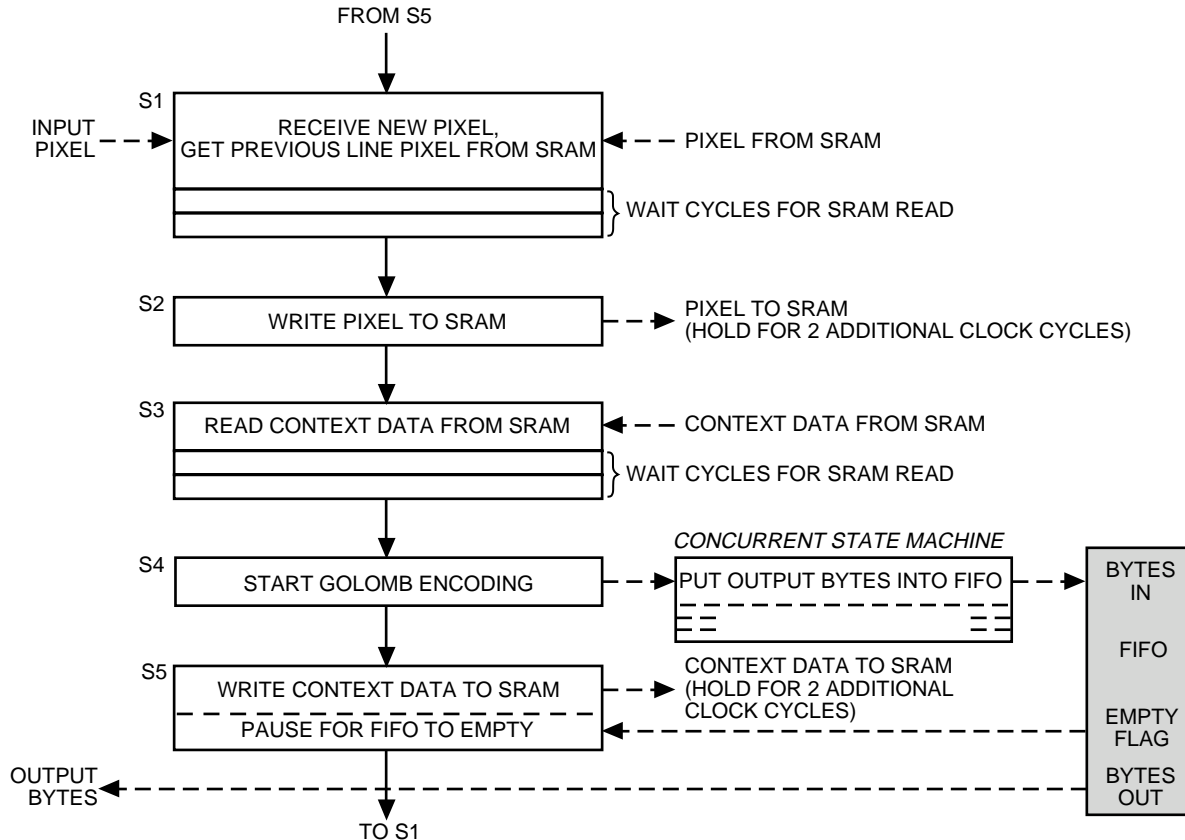 FROM S5
S1
INPUT
PIXEL
RECEIVE NEW PIXEL,
GET PREVIOUS LINE PIXEL FROM SRAM
PIXEL FROM SRAM
WAIT CYCLES FOR SRAM READ
S2
WRITE PIXEL TO SRAM
PIXEL TO SRAM
(HOLD FOR 2 ADDITIONAL CLOCK CYCLES)
S3
READ CONTEXT DATA FROM SRAM
CONTEXT DATA FROM SRAM
WAIT CYCLES FOR SRAM READ
S4
START GOLOMB ENCODING
CONCURRENT STATE MACHINE
PUT OUTPUT BYTES INTO FIFO
BYTES
IN
FIFO
EMPTY
FLAG
BYTES
OUT
S5
WRITE CONTEXT DATA TO SRAM
PAUSE FOR FIFO TO EMPTY
CONTEXT DATA TO SRAM
(HOLD FOR 2 ADDITIONAL
CLOCK CYCLES)
OUTPUT
BYTES
TO S1